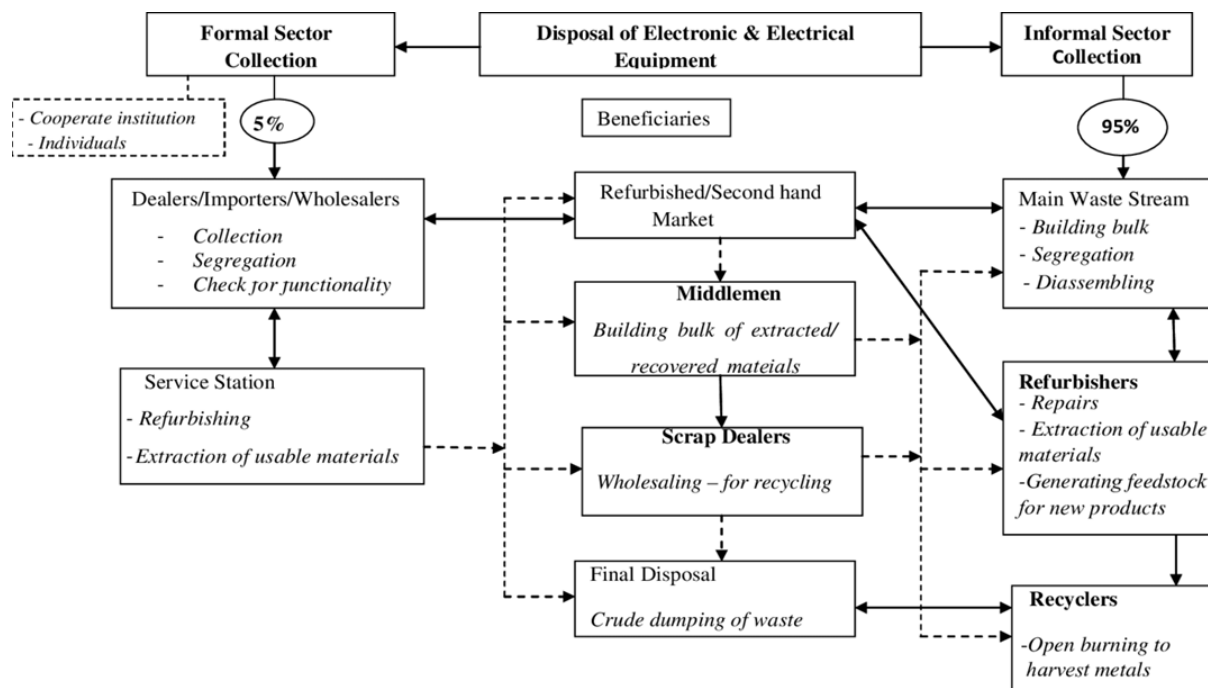 Formal Sector
Collection
Disposal of Electronic & Electrical
Equipment
Informal Sector
Collection
- Cooperate institution
- Individuals
5%
Beneficiaries
95%
Dealers/Importers/Wholesalers
- Collection
- Segregation
- Check for functionality
Refurbished/Second hand
Market
Main Waste Stream
- Building bulk
- Segregation
- Diassembling
Middlemen
Building bulk of extracted/
recovered mateials
Service Station
- Refurbishing
-Extraction of usable materials
Refurbishers
- Repairs
- Extraction of usable
materials
-Generating feedstock
for new products
Scrap Dealers
Wholesaling – for recycling
Final Disposal
Crude dumping of waste
Recyclers
-Open burning to
harvest metals